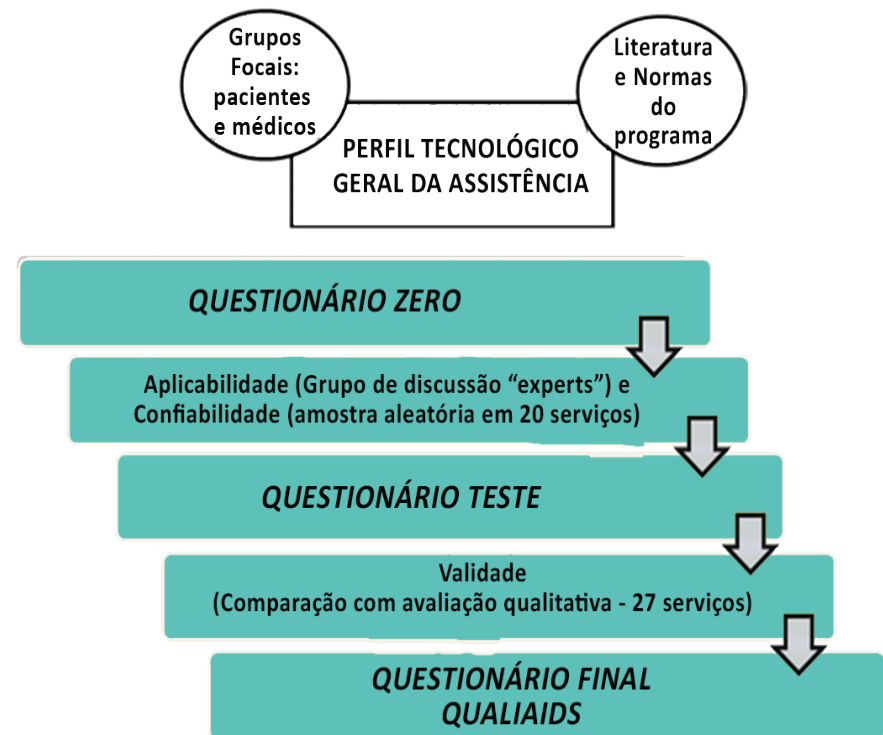 Grupos
Focais:
pacientes
e médicos
Literatura
e Normas
do
programa
PERFIL TECNOLÓGICO
GERAL DA ASSISTÊNCIA
QUESTIONÁRIO ZERO
Aplicabilidade (Grupo de discussão “experts”) e
Confiabilidade (amostra aleatória em 20 serviços)
QUESTIONÁRIO TESTE
Validade
(Comparação com avaliação qualitativa - 27 serviços)
QUESTIONÁRIO FINAL
QUALIAIDS